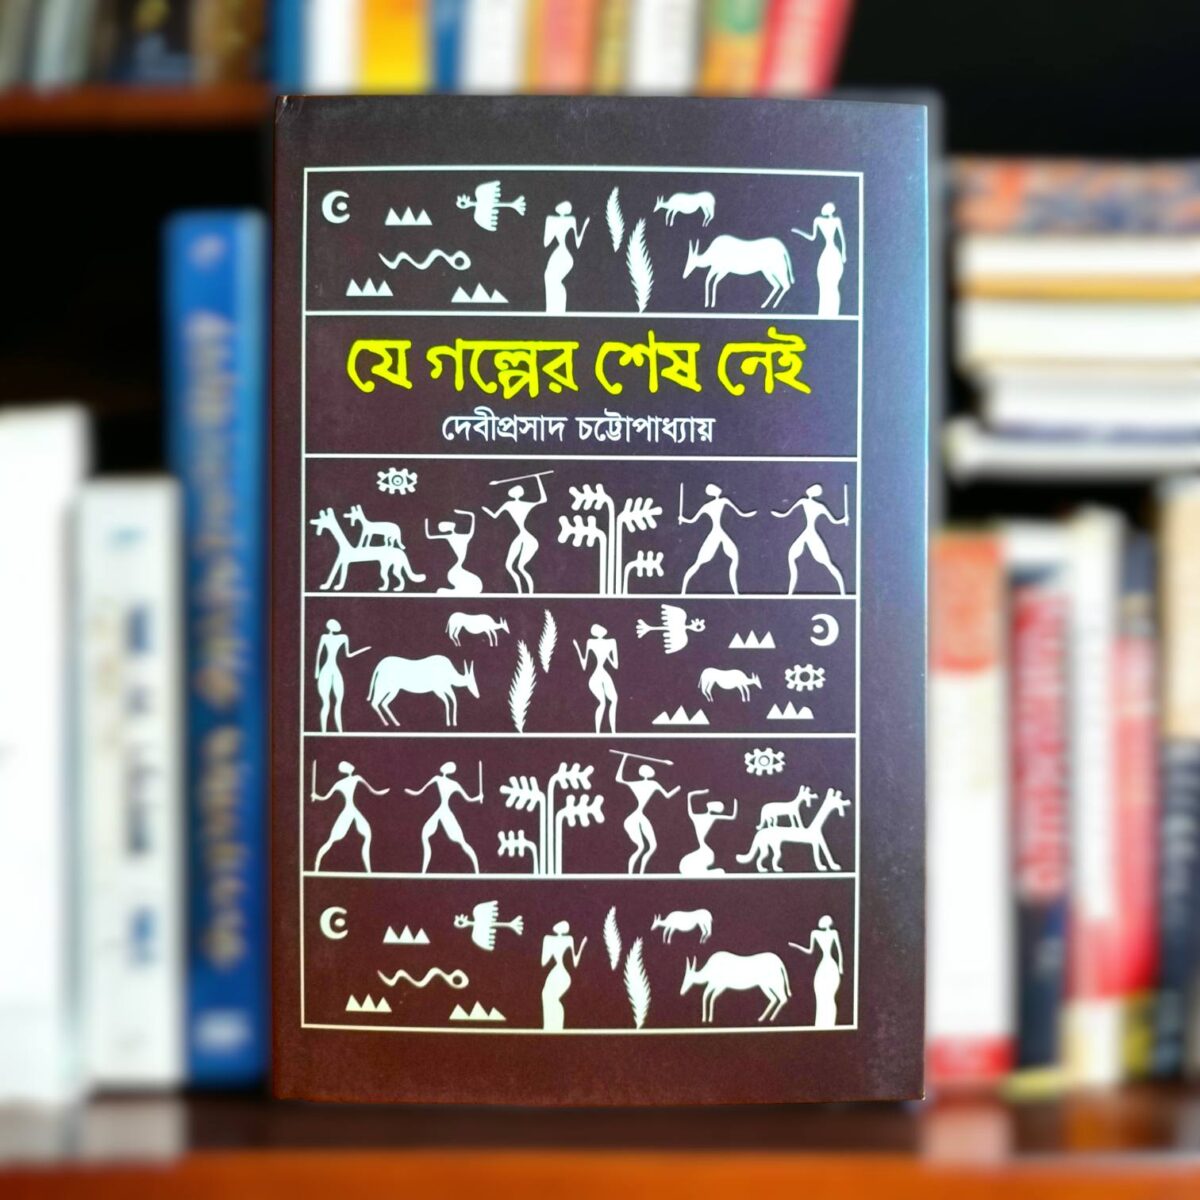 যে গল্পের শেষ নেই
দেবীপ্রসাদ চট্টোপাধ্যায়